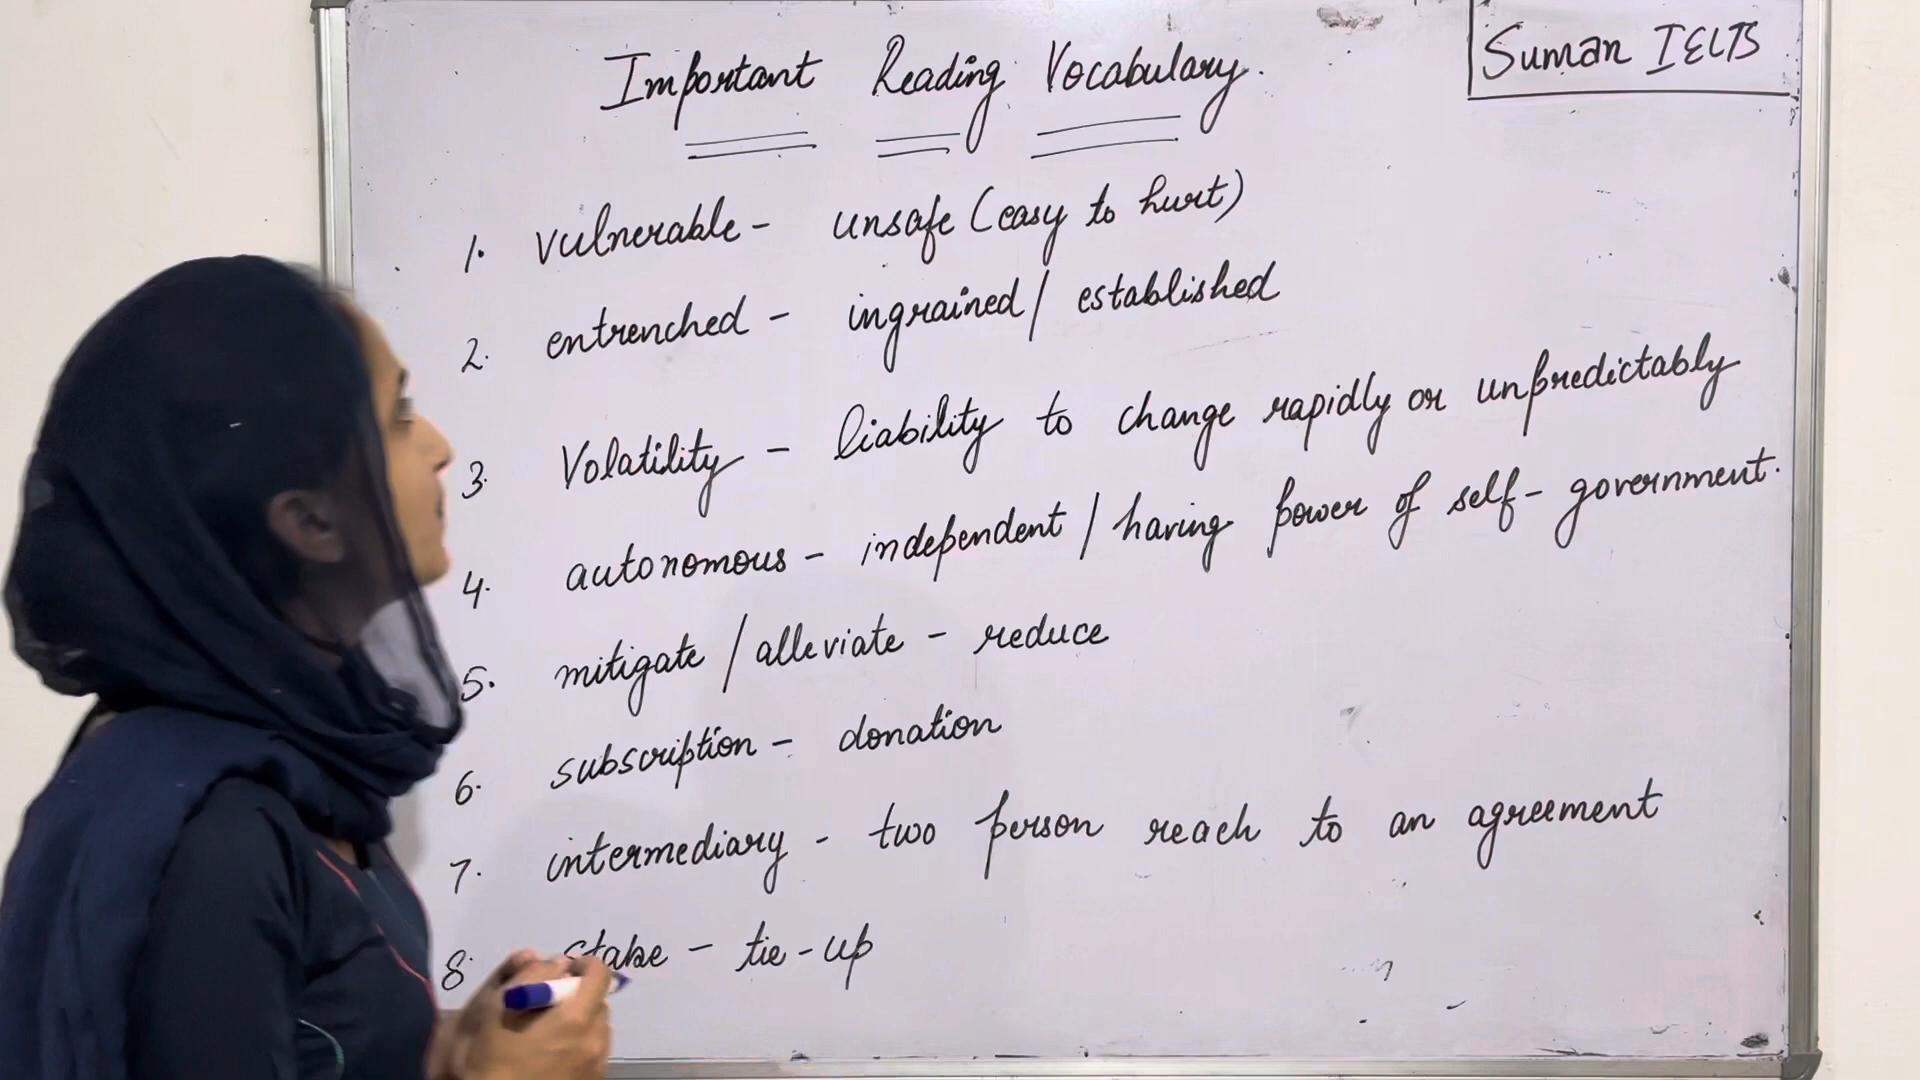 Important Reading Vocabulary.
Suman IELTS
1. vulnerable - unsafe (easy to hurt)
2. entrenched - ingrained / established
3. Volatility - liability to change rapidly or unpredictably
4. autonomous - independent / having power of self-government.
5. mitigate / alleviate - reduce
6. subscription - donation
7. intermediary - two person reach to an agreement
8. stake - tie-up